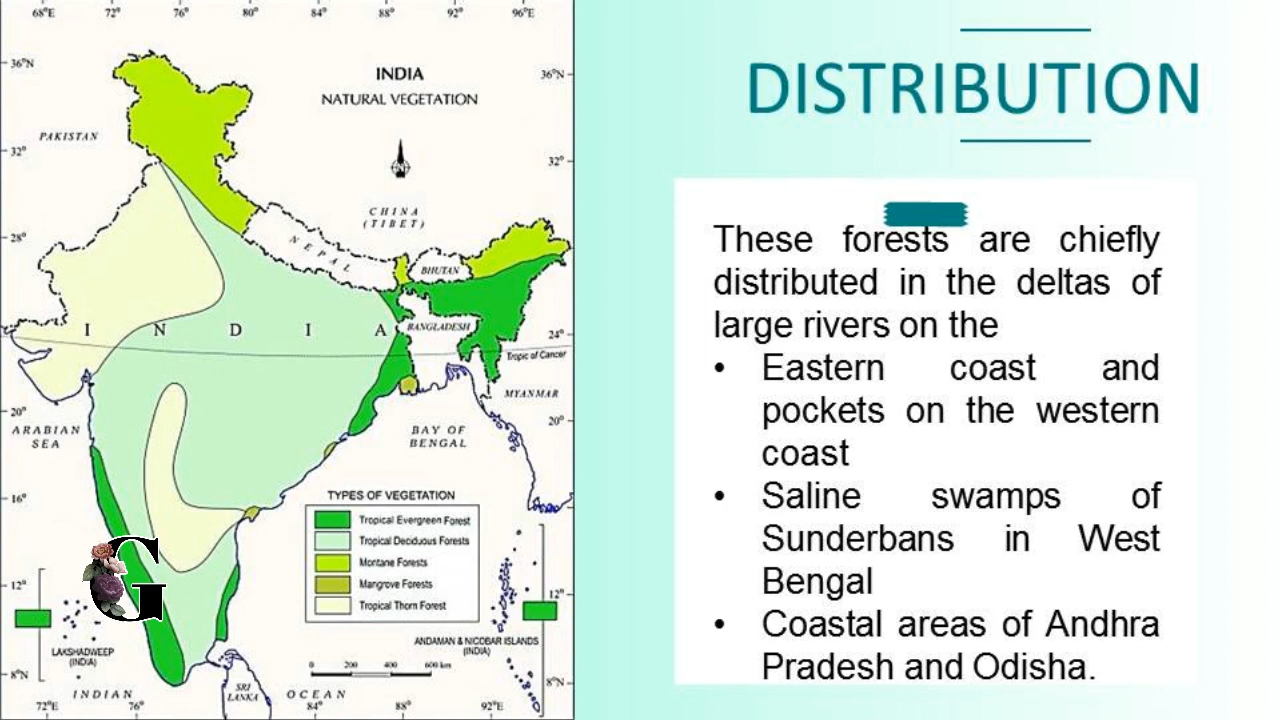 68°E 72° 76° 80° 84° 88° 92° 96°E
36°N
INDIA
36°N
NATURAL VEGETATION
PAKISTAN
32°
32°
N
CHINA
(TIBET)
28°
28°
NEPAL
BHUTAN
INDIA
BANGLADESH
24°
24°
Tropic of Cancer
MYANMAR
20°
20°
ARABIAN
SEA
BAY OF
BENGAL
16°
TYPES OF VEGETATION
Tropical Evergreen Forest
Tropical Deciduous Forests
Montane Forests
Mangrove Forests
Tropical Thorn Forest
G
12°
12°
LAKSHADWEEP
(INDIA)
ANDAMAN & NICOBAR ISLANDS
(INDIA)
0 200 400 600 km
8°N
8°N
INDIAN
SRI
LANKA
OCEAN
72°E 76° 84° 88° 92°E
DISTRIBUTION
These forests are chiefly
distributed in the deltas of
large rivers on the
• Eastern coast and
pockets on the western
coast
• Saline swamps of
Sunderbans in West
Bengal
• Coastal areas of Andhra
Pradesh and Odisha.